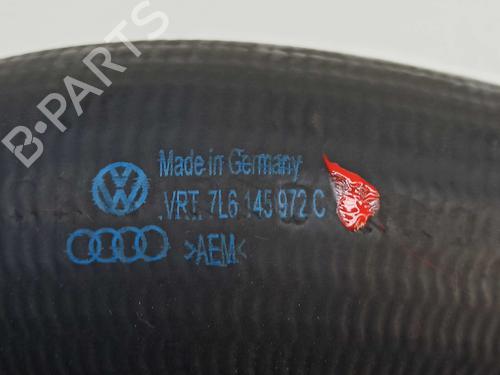 B-PARTS
Made in Germany
.VRT. 7L6 145 972 C
>AEM<